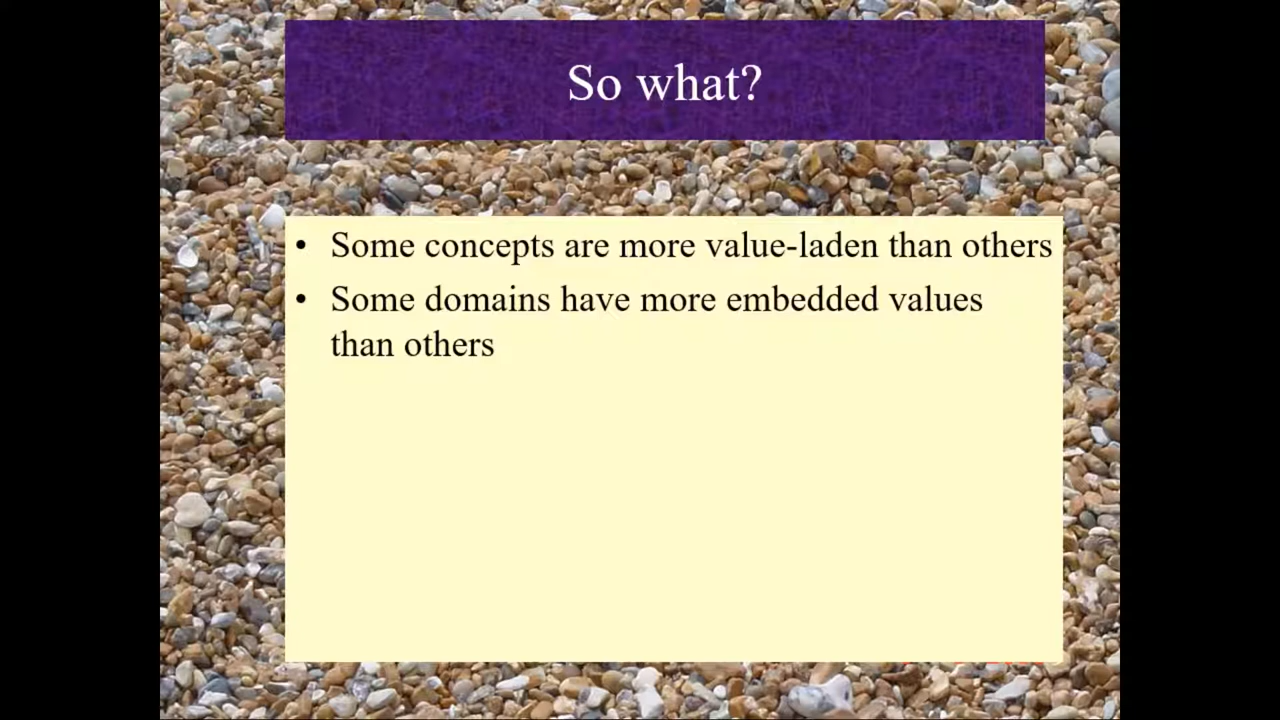 So what?
• Some concepts are more value-laden than others
• Some domains have more embedded values
than others